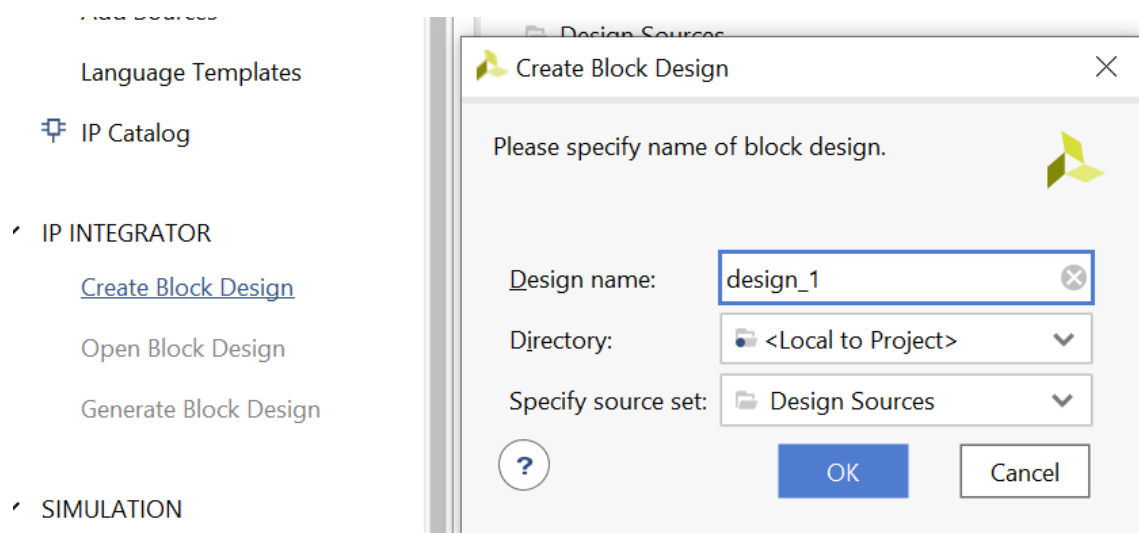 Design Sources
Language Templates
Create Block Design
IP Catalog
Please specify name of block design.
IP INTEGRATOR
Create Block Design
Design name: design_1
Open Block Design
Directory: <Local to Project>
Generate Block Design
Specify source set: Design Sources
?
OK
Cancel
SIMULATION